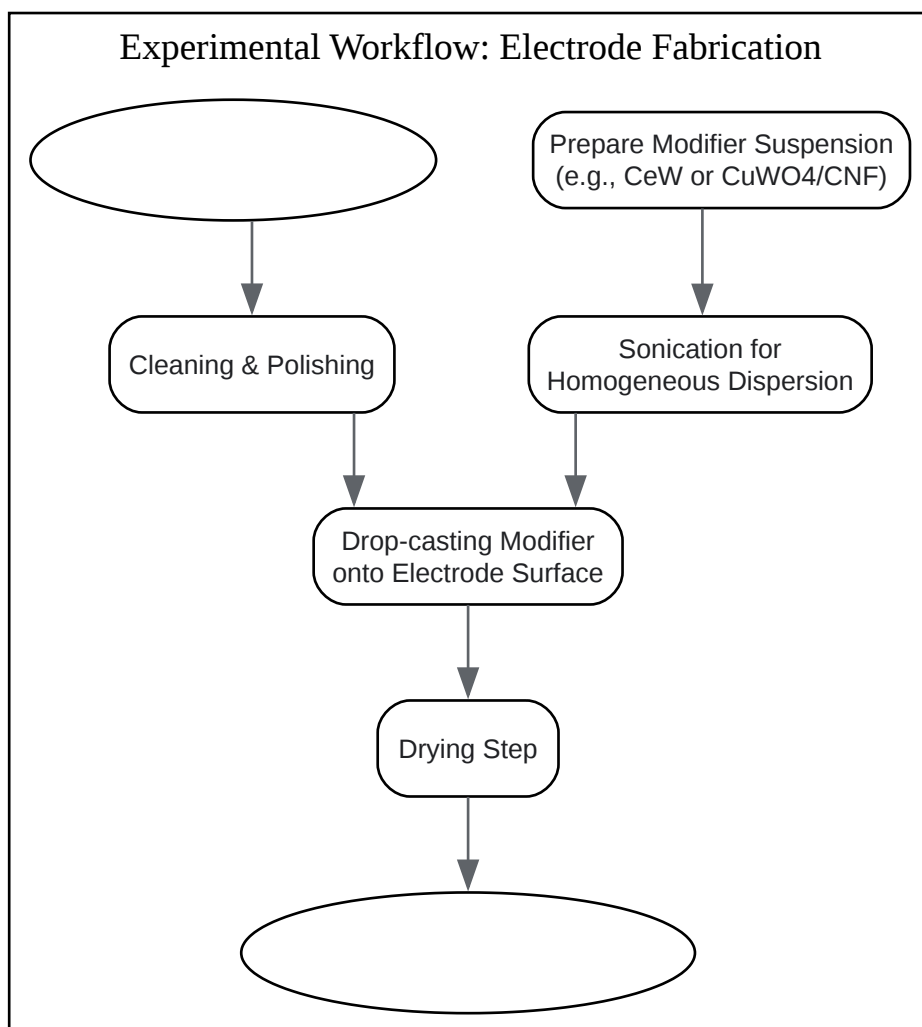 Experimental Workflow: Electrode Fabrication
Prepare Modifier Suspension
(e.g., CeW or CuWO4/CNF)
Cleaning & Polishing
Sonication for
Homogeneous Dispersion
Drop-casting Modifier
onto Electrode Surface
Drying Step